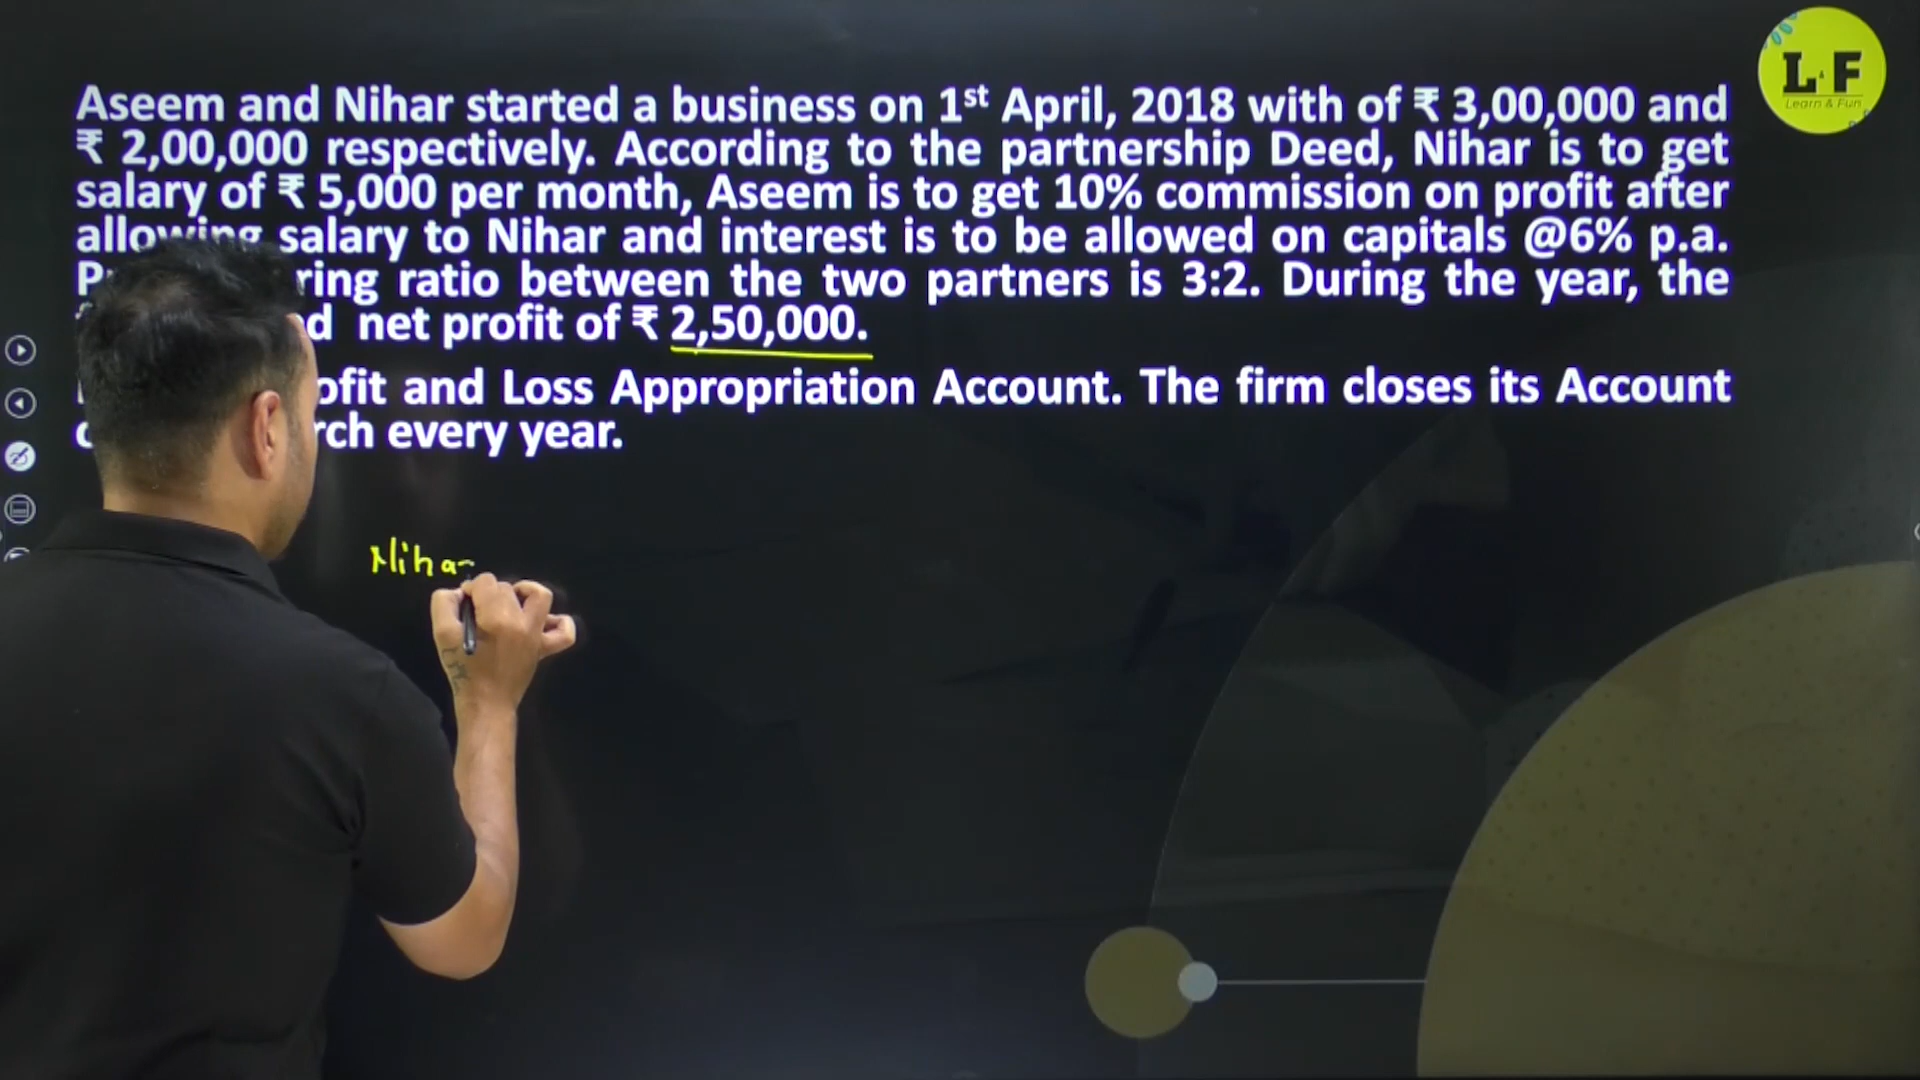 Aseem and Nihar started a business on 1st April, 2018 with of ₹ 3,00,000 and
₹ 2,00,000 respectively. According to the partnership Deed, Nihar is to get
salary of ₹ 5,000 per month, Aseem is to get 10% commission on profit after
allowing salary to Nihar and interest is to be allowed on capitals @6% p.a.
ring ratio between the two partners is 3:2. During the year, the
d net profit of ₹ 2,50,000.
ofit and Loss Appropriation Account. The firm closes its Account
rch every year.
Nihar
L&F
Learn & Fun